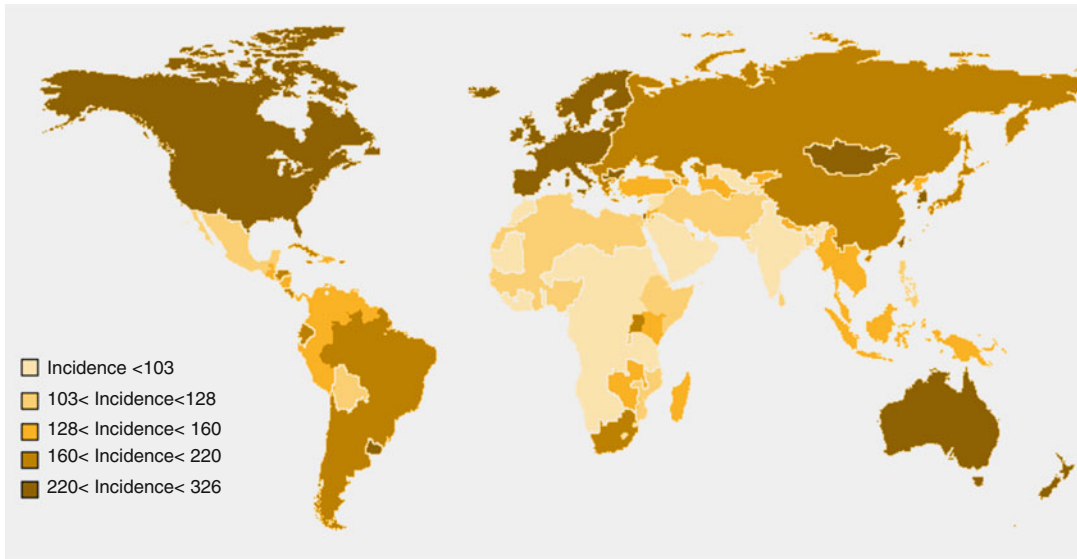 Incidence <103
103< Incidence<128
128< Incidence< 160
160< Incidence< 220
220< Incidence< 326